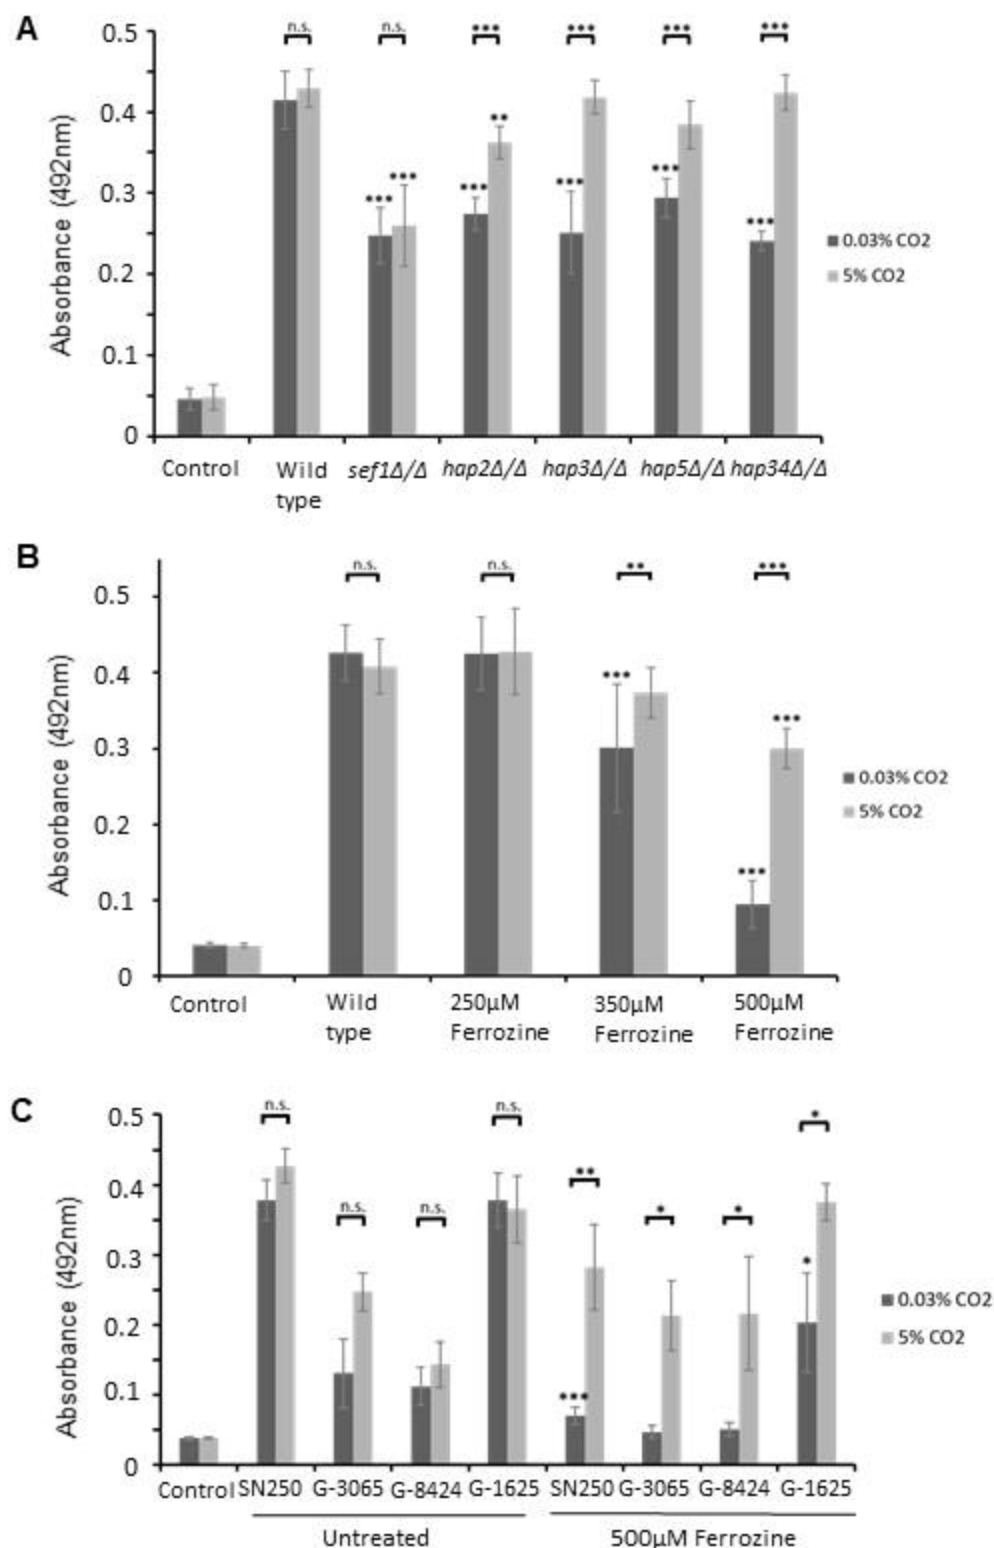 A
0.5
n.s.
n.s.
***
***
***
***
0.4
**
0.3
***
***
***
***
***
***
0.2
0.1
0
Absorbance (492nm)
0.03% CO2
5% CO2
Control
Wild
type
sef1Δ/Δ
hap2Δ/Δ
hap3Δ/Δ
hap5Δ/Δ
hap34Δ/Δ
B
n.s.
n.s.
**
***
0.5
0.4
***
***
0.3
0.2
***
0.1
0
Absorbance (492nm)
0.03% CO2
5% CO2
Control
Wild
type
250µM
Ferrozine
350µM
Ferrozine
500µM
Ferrozine
C
0.5
n.s.
n.s.
*
**
0.4
n.s.
n.s.
*
*
0.3
*
0.2
***
0.1
0
Absorbance (492nm)
0.03% CO2
5% CO2
Control SN250 G-3065 G-8424 G-1625 SN250 G-3065 G-8424 G-1625
Untreated 500µM Ferrozine